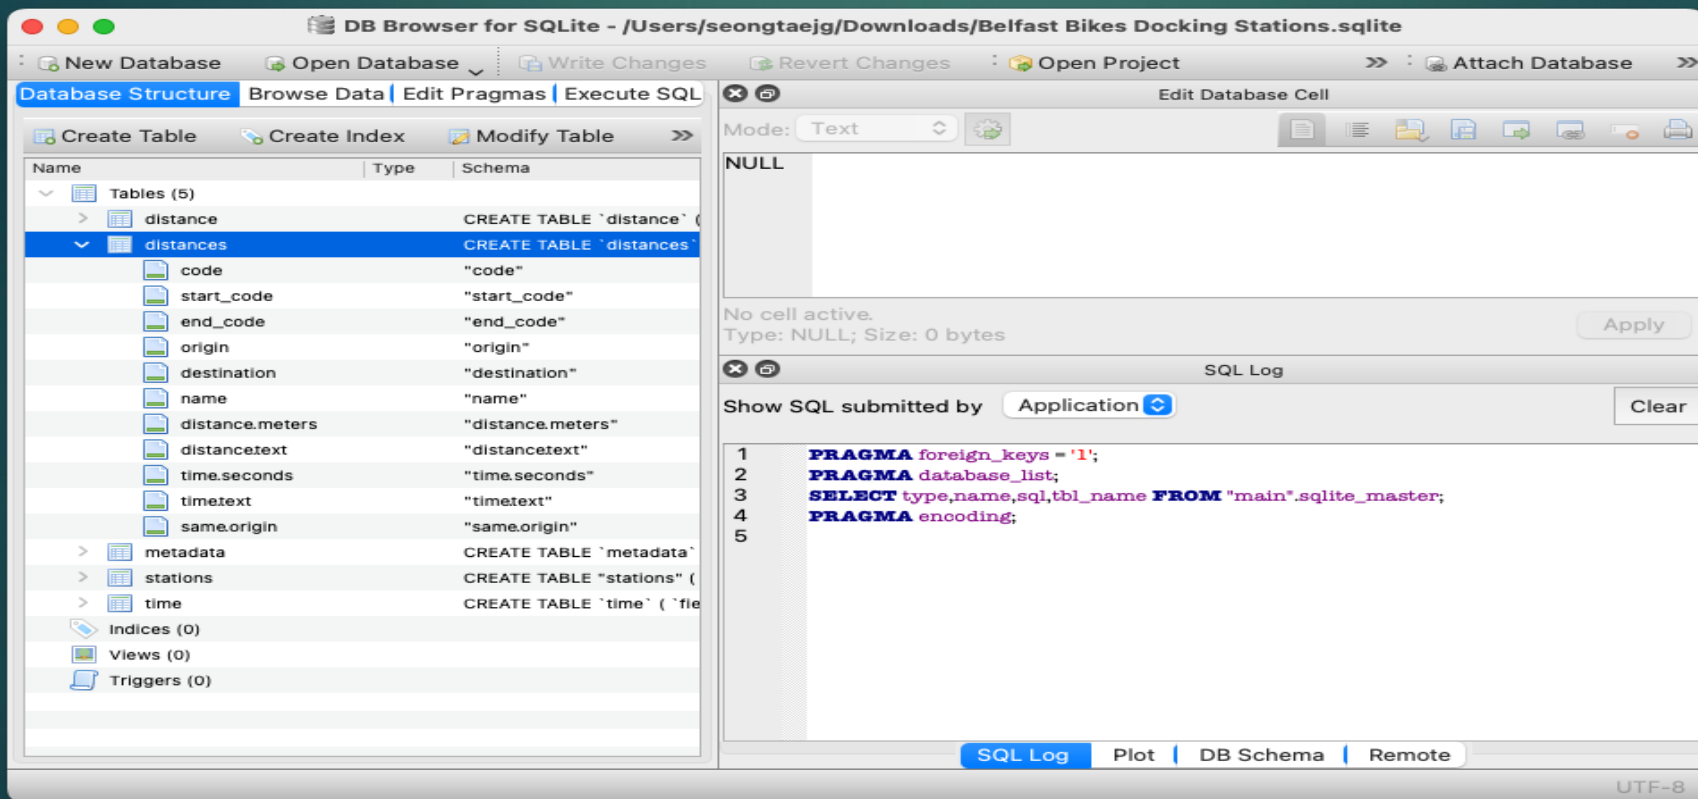 DB Browser for SQLite - /Users/seongtaejg/Downloads/Belfast Bikes Docking Stations.sqlite
New Database Open Database Write Changes Revert Changes Open Project » Attach Database »
Database Structure Browse Data Edit Pragmas Execute SQL
Create Table Create Index Modify Table »
Name Type Schema
Tables (5)
distance CREATE TABLE `distance` (
distances CREATE TABLE `distances`
code "code"
start_code "start_code"
end_code "end_code"
origin "origin"
destination "destination"
name "name"
distance.meters "distance.meters"
distance.text "distance.text"
time.seconds "time.seconds"
time.text "time.text"
same.origin "same.origin"
metadata CREATE TABLE `metadata`
stations CREATE TABLE "stations" (
time CREATE TABLE `time` ( `fie
Indices (0)
Views (0)
Triggers (0)
Edit Database Cell
Mode: Text
NULL
No cell active.
Type: NULL; Size: 0 bytes
Apply
SQL Log
Show SQL submitted by Application Clear
1 PRAGMA foreign_keys = '1';
2 PRAGMA database_list;
3 SELECT type,name,sql,tbl_name FROM "main".sqlite_master;
4 PRAGMA encoding;
5
SQL Log Plot DB Schema Remote
UTF-8